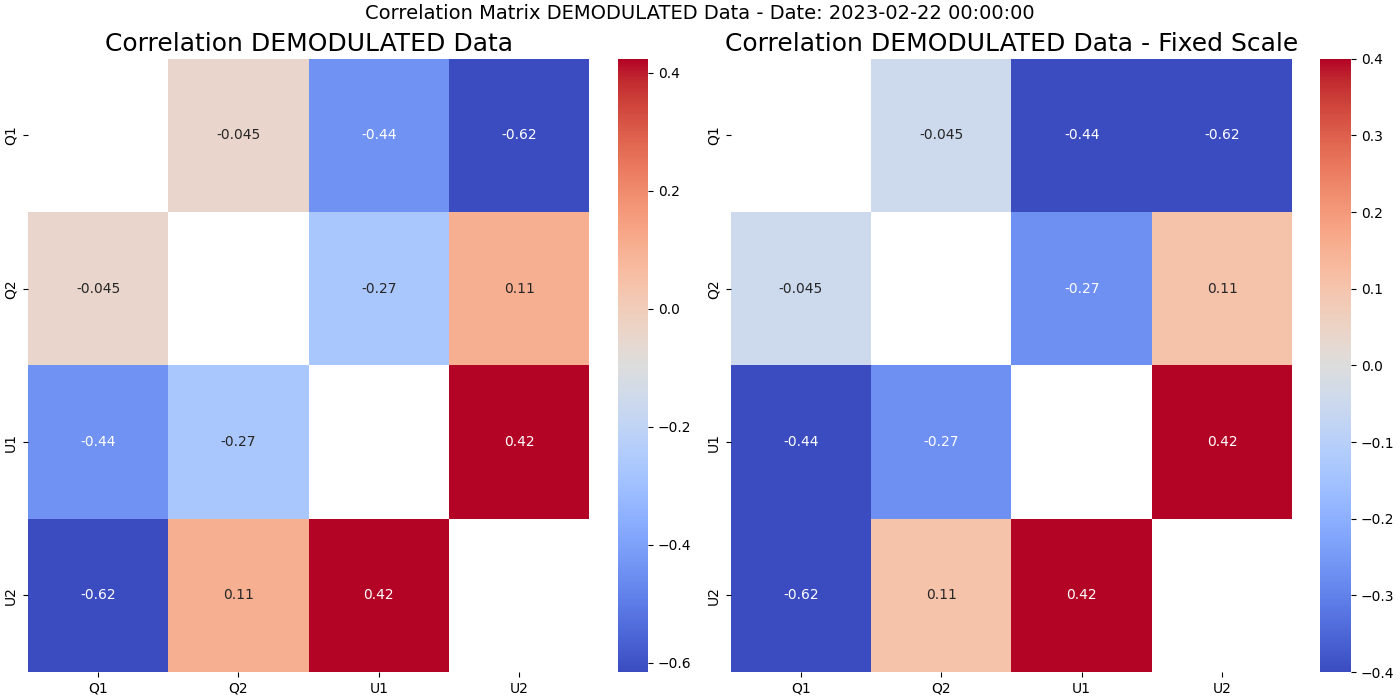 Correlation Matrix DEMODULATED Data - Date: 2023-02-22 00:00:00
Correlation DEMODULATED Data
Q1
-0.045
-0.44
-0.62
Q2
-0.045
-0.27
0.11
U1
-0.44
-0.27
0.42
U2
-0.62
0.11
0.42
Q1
Q2
U1
U2
0.4
0.2
0.0
−0.2
−0.4
−0.6
Correlation DEMODULATED Data - Fixed Scale
Q1
-0.045
-0.44
-0.62
Q2
-0.045
-0.27
0.11
U1
-0.44
-0.27
0.42
U2
-0.62
0.11
0.42
Q1
Q2
U1
U2
0.4
0.3
0.2
0.1
0.0
−0.1
−0.2
−0.3
−0.4